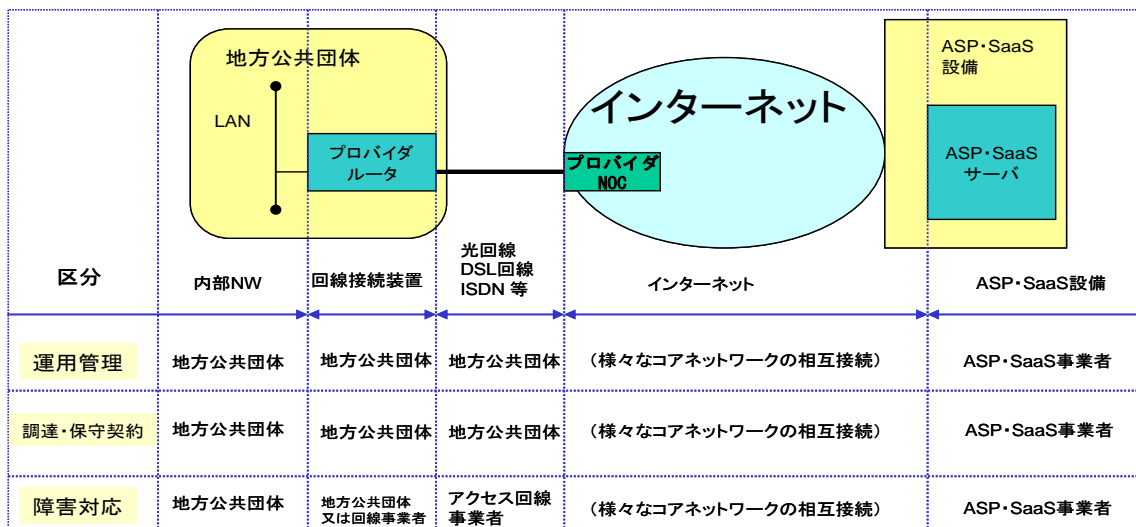 地方公共団体
LAN
プロバイダ
ルータ
インターネット
プロバイダ
NOC
ASP・SaaS
設備
ASP・SaaS
サーバ
区分
内部NW
回線接続装置
光回線
DSL回線
ISDN 等
インターネット
ASP・SaaS設備
運用管理
地方公共団体
地方公共団体
地方公共団体
(様々なコアネットワークの相互接続)
ASP・SaaS事業者
調達・保守契約
地方公共団体
地方公共団体
地方公共団体
(様々なコアネットワークの相互接続)
ASP・SaaS事業者
障害対応
地方公共団体
地方公共団体
又は回線事業者
アクセス回線
事業者
(様々なコアネットワークの相互接続)
ASP・SaaS事業者